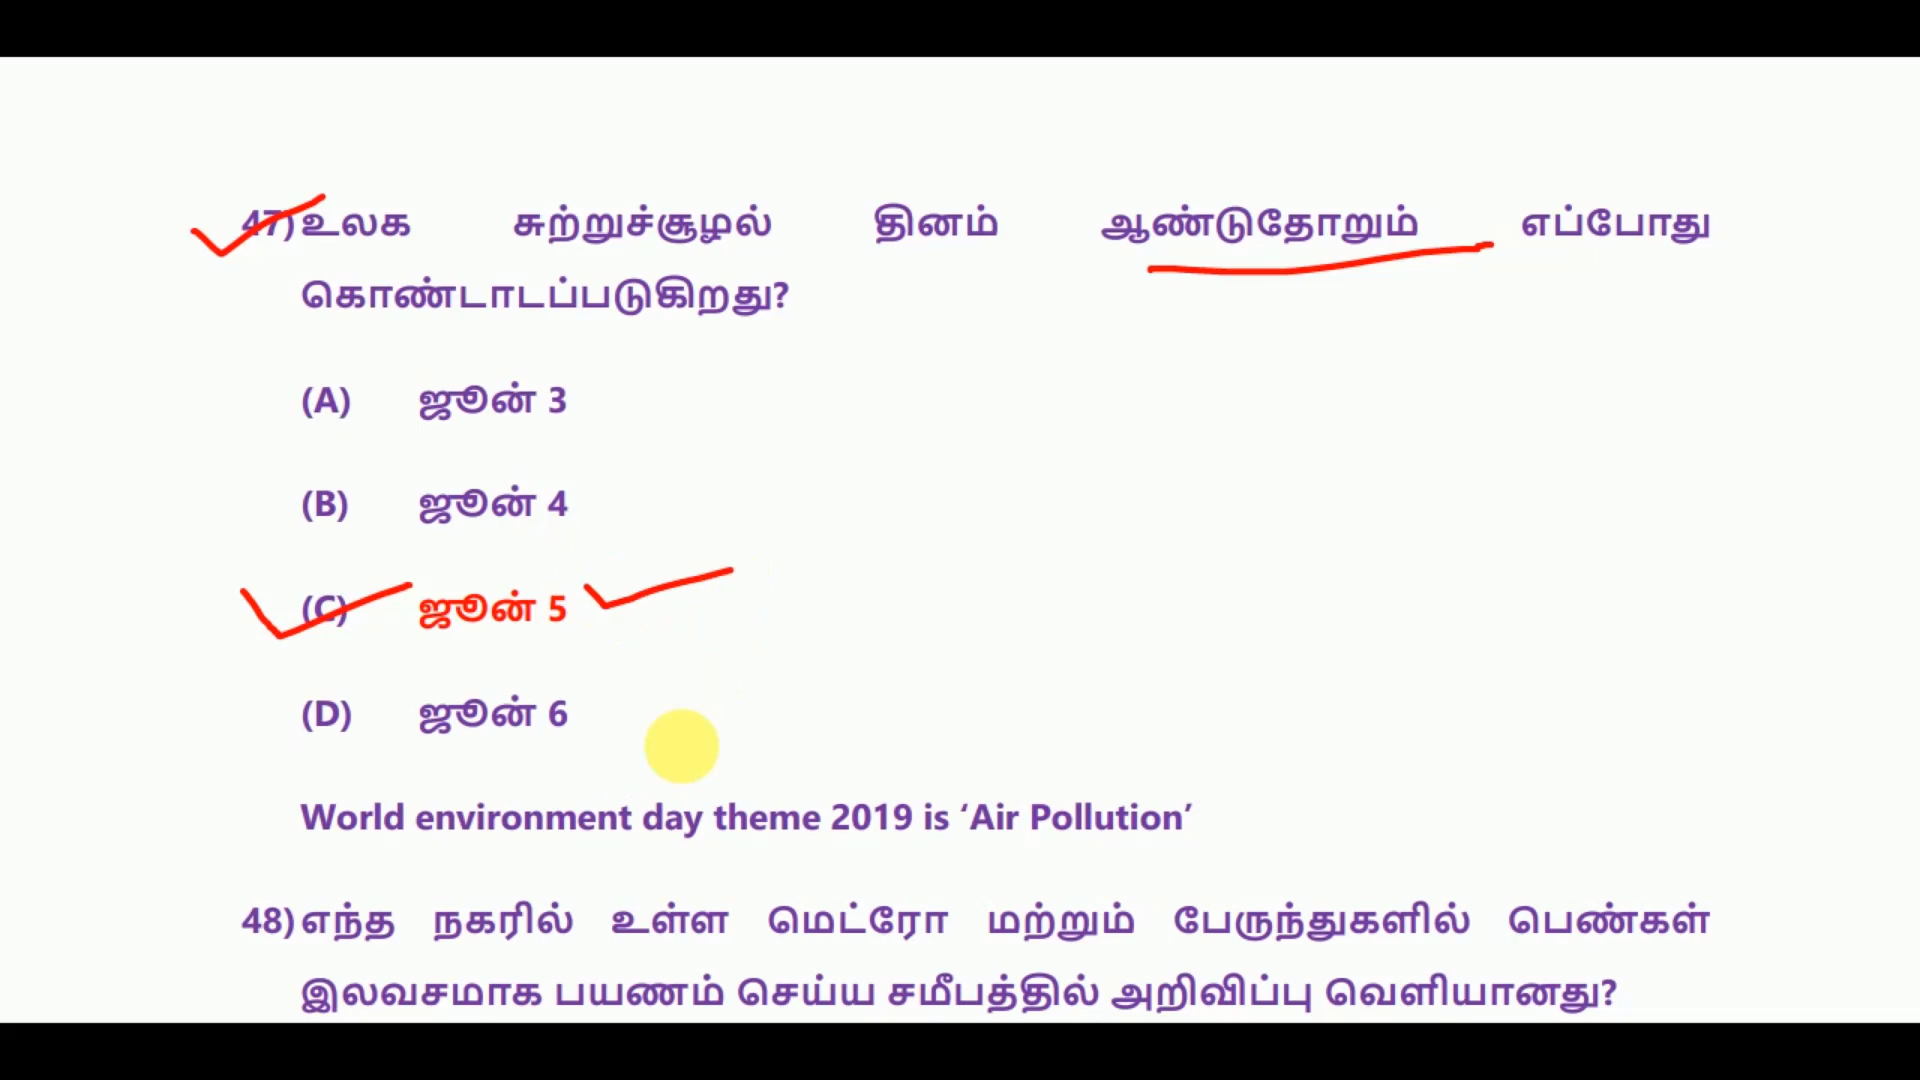 47) உலக சுற்றுச்சூழல் தினம் ஆண்டுதோறும் எப்போது
கொண்டாடப்படுகிறது?
(A) ஜூன் 3
(B) ஜூன் 4
(C) ஜூன் 5
(D) ஜூன் 6
World environment day theme 2019 is ‘Air Pollution’
48) எந்த நகரில் உள்ள மெட்ரோ மற்றும் பேருந்துகளில் பெண்கள்
இலவசமாக பயணம் செய்ய சமீபத்தில் அறிவிப்பு வெளியானது?